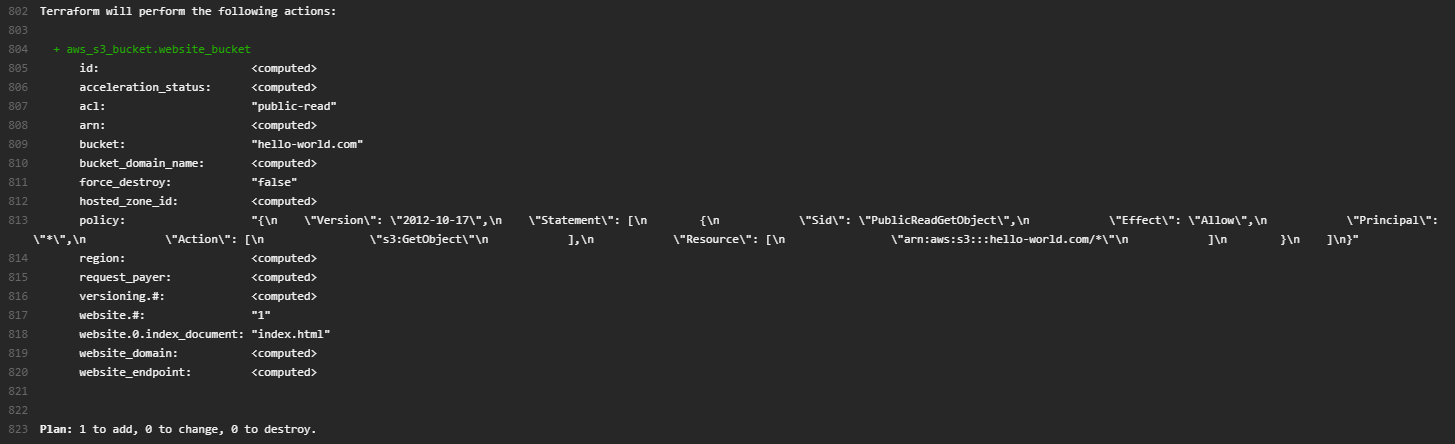 802 Terraform will perform the following actions:
803
804 + aws_s3_bucket.website_bucket
805 id: <computed>
806 acceleration_status: <computed>
807 acl: "public-read"
808 arn: <computed>
809 bucket: "hello-world.com"
810 bucket_domain_name: <computed>
811 force_destroy: "false"
812 hosted_zone_id: <computed>
813 policy: "{\n    \"Version\": \"2012-10-17\",\n    \"Statement\": [\n        {\n            \"Sid\": \"PublicReadGetObject\",\n            \"Effect\": \"Allow\",\n            \"Principal\":
\"*\",\n            \"Action\": [\n                \"s3:GetObject\"\n            ],\n            \"Resource\": [\n                \"arn:aws:s3:::hello-world.com/*\"\n            ]\n        }\n    ]\n}"
814 region: <computed>
815 request_payer: <computed>
816 versioning.#: <computed>
817 website.#: "1"
818 website.0.index_document: "index.html"
819 website_domain: <computed>
820 website_endpoint: <computed>
821
822
823 Plan: 1 to add, 0 to change, 0 to destroy.